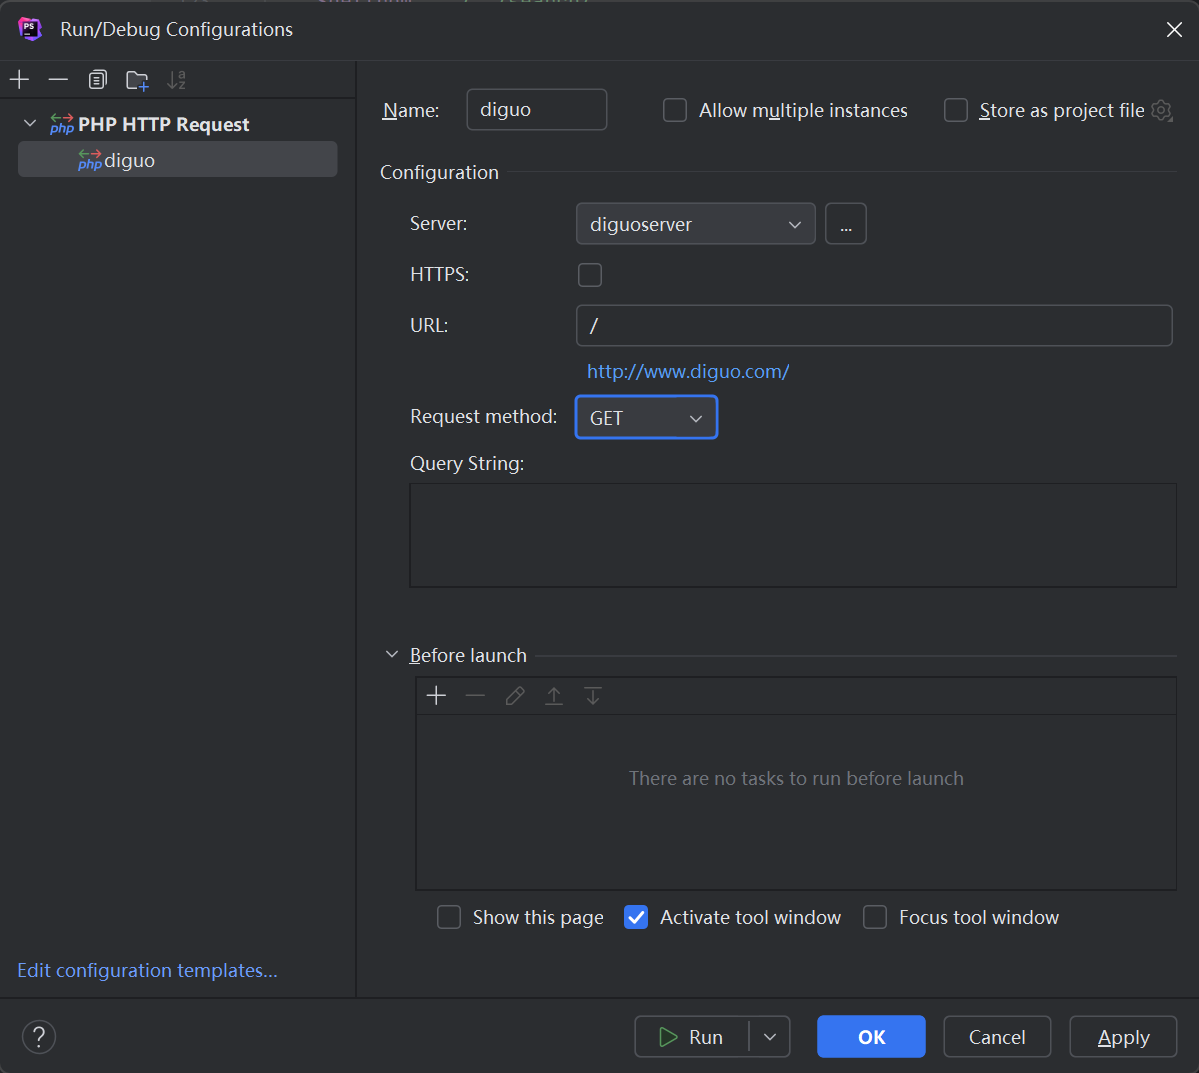 Run/Debug Configurations
PHP HTTP Request
php diguo
Name: diguo Allow multiple instances Store as project file
Configuration
Server: diguoserver ...
HTTPS:
URL: /
http://www.diguo.com/
Request method: GET
Query String:
Before launch
There are no tasks to run before launch
Show this page Activate tool window Focus tool window
Edit configuration templates...
? Run OK Cancel Apply